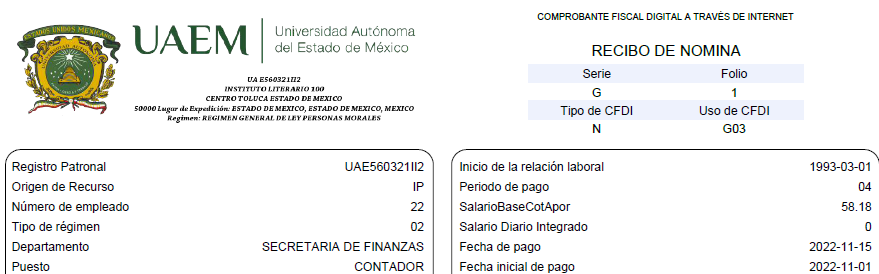 COMPROBANTE FISCAL DIGITAL A TRAVÉS DE INTERNET
ESTADOS UNIDOS MEXICANOS
UAEM
Universidad Autónoma
del Estado de México
RECIBO DE NOMINA
Serie Folio
G 1
Tipo de CFDI Uso de CFDI
N G03
UA E560321II2
INSTITUTO LITERARIO 100
CENTRO TOLUCA ESTADO DE MEXICO
50000 Lugar de Expedición: ESTADO DE MEXICO, ESTADO DE MEXICO, MEXICO
Regimen: REGIMEN GENERAL DE LEY PERSONAS MORALES
Registro Patronal UAE560321II2
Origen de Recurso IP
Número de empleado 22
Tipo de régimen 02
Departamento SECRETARIA DE FINANZAS
Puesto CONTADOR
Inicio de la relación laboral 1993-03-01
Periodo de pago 04
SalarioBaseCotApor 58.18
Salario Diario Integrado 0
Fecha de pago 2022-11-15
Fecha inicial de pago 2022-11-01